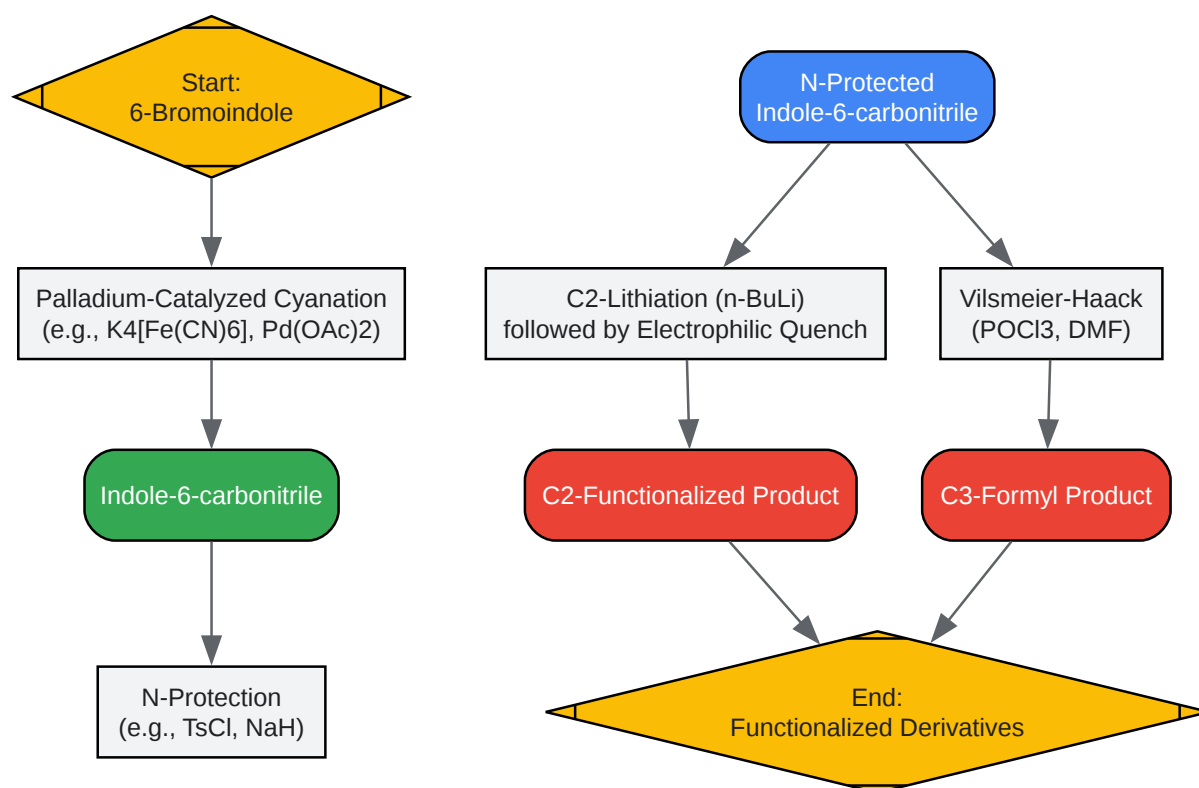 Start:
6-Bromoindole
Palladium-Catalyzed Cyanation
(e.g., K4[Fe(CN)6], Pd(OAc)2)
Indole-6-carbonitrile
N-Protection
(e.g., TsCl, NaH)
N-Protected
Indole-6-carbonitrile
C2-Lithiation (n-BuLi)
followed by Electrophilic Quench
Vilsmeier-Haack
(POCl3, DMF)
C2-Functionalized Product
C3-Formyl Product
End:
Functionalized Derivatives